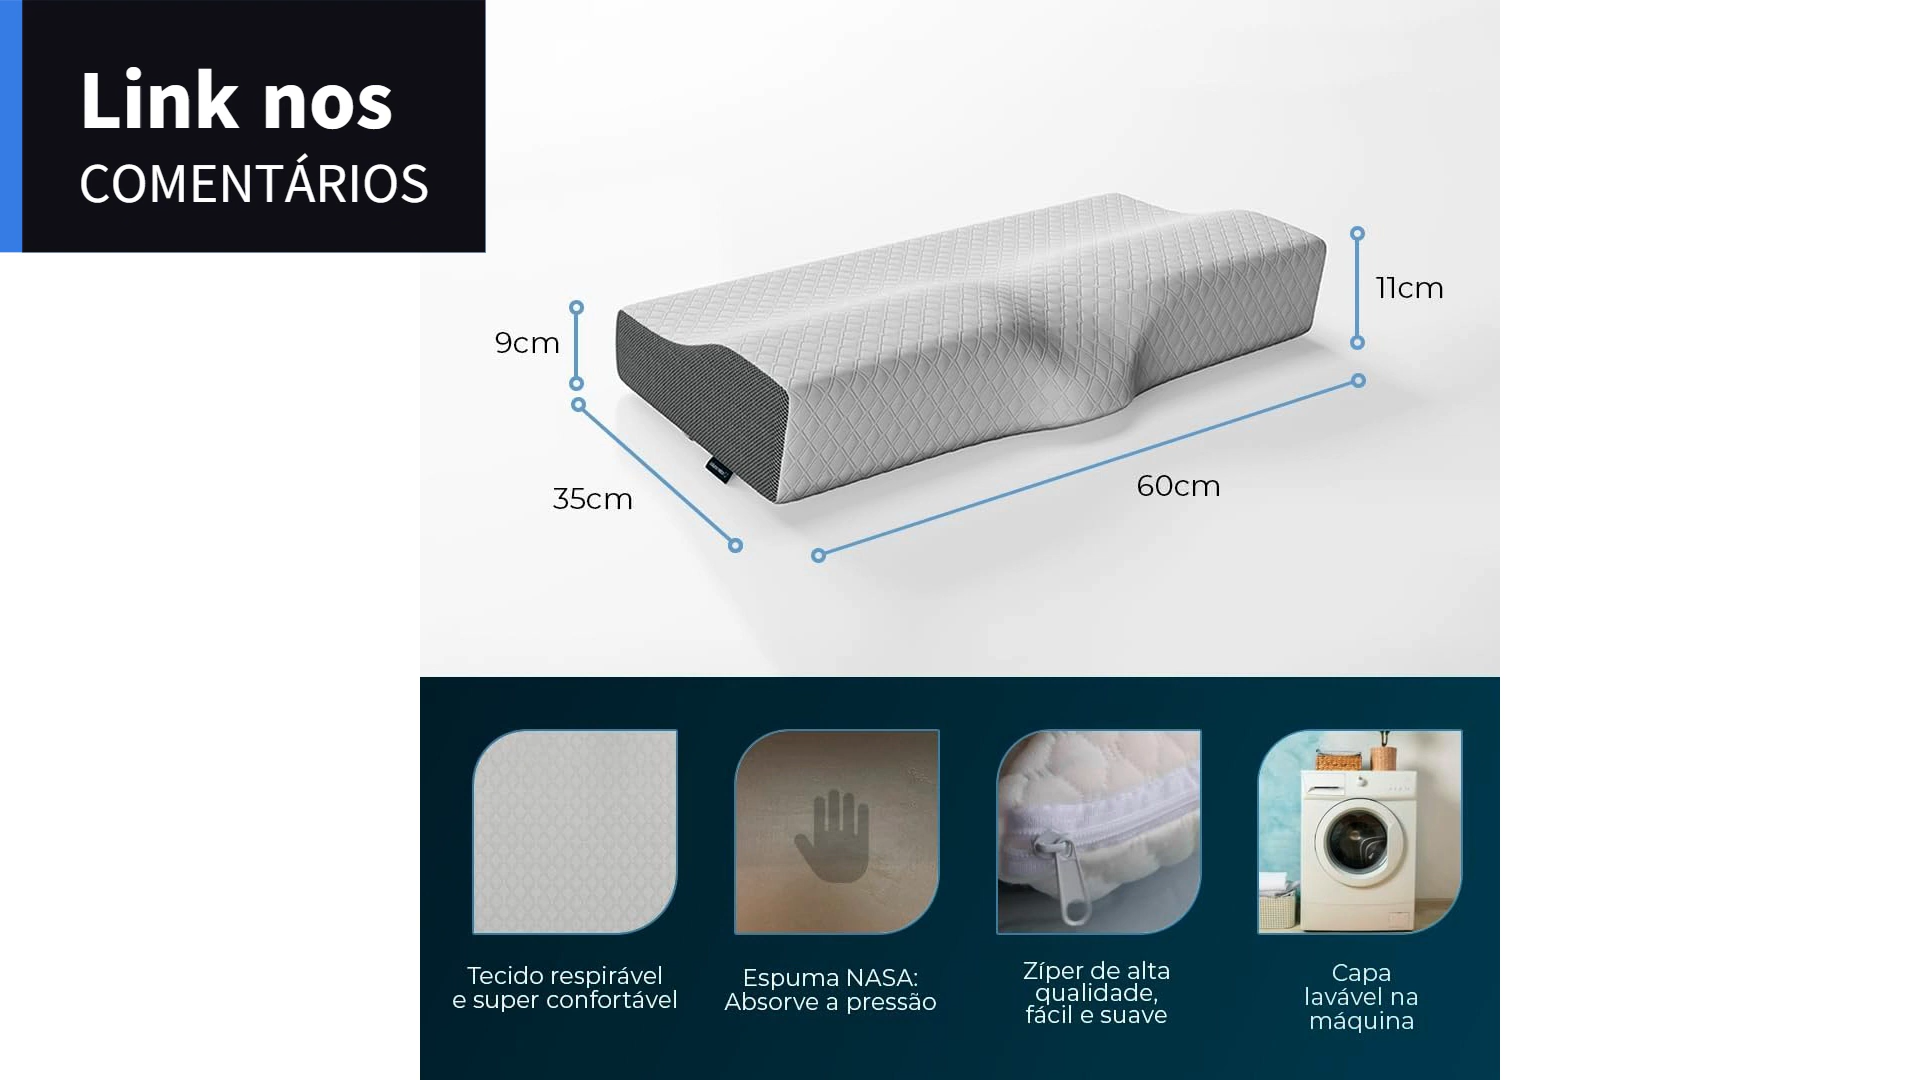 Link nos
COMENTÁRIOS
11cm
9cm
35cm
60cm
Tecido respirável
e super confortável
Espuma NASA:
Absorve a pressão
Zíper de alta
qualidade,
fácil e suave
Capa
lavável na
máquina